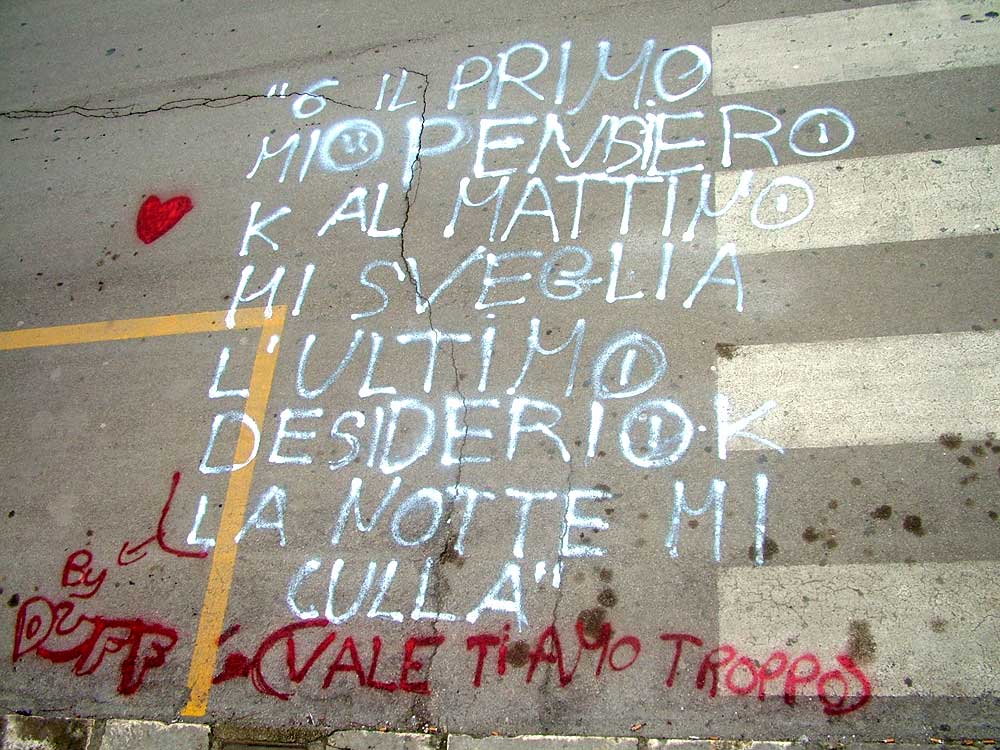 "6 IL PRIMO
MIO PENSIERO
K AL MATTINO
MI SVEGLIA
L'ULTIMO
DESIDERIO K
LA NOTTE MI
CULLA"
By
DUFF
(VALE Ti AMO TROPPO)